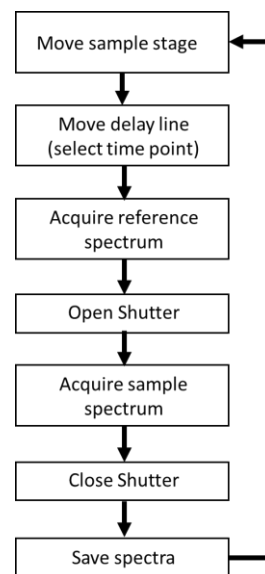 Move sample stage
Move delay line
(select time point)
Acquire reference
spectrum
Open Shutter
Acquire sample
spectrum
Close Shutter
Save spectra